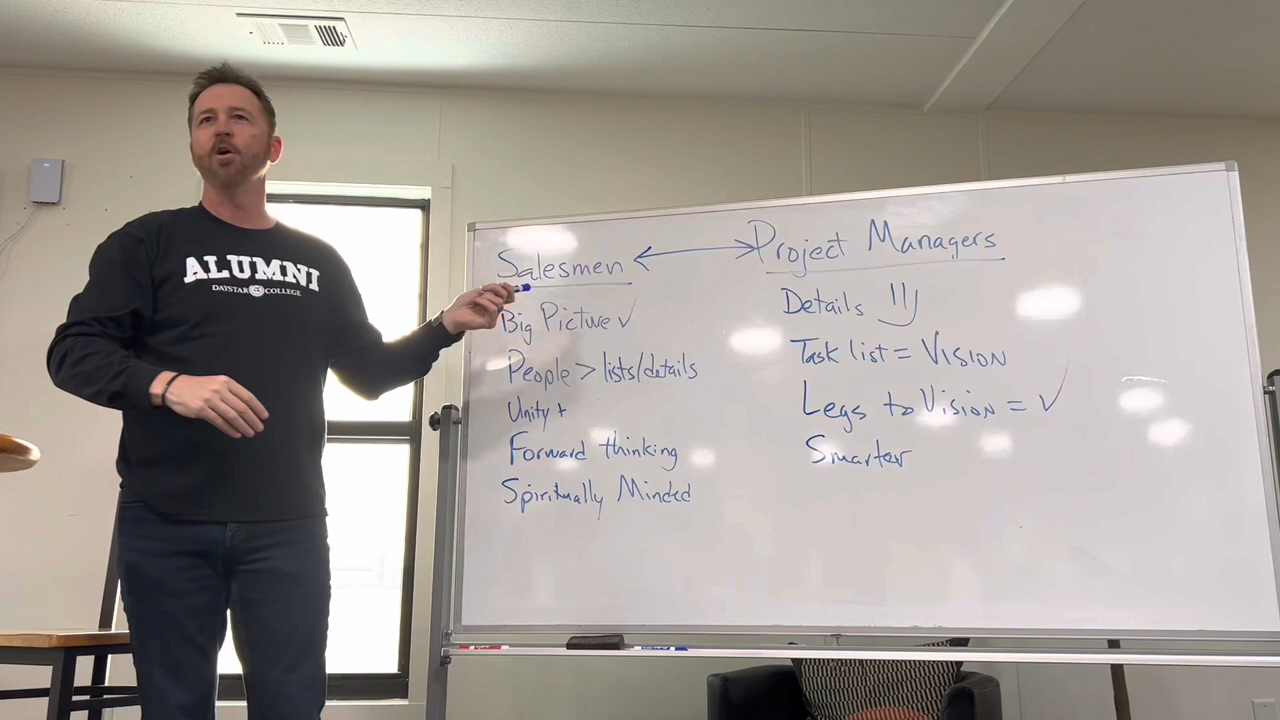 ALUMNI
DAYSTAR COLLEGE
Salesmen ↔ Project Managers
Big Picture ✓
People > lists/details
Unity +
Forward thinking
Spiritually Minded
Details
Task list = VISION
Legs to VISION = ✓
Smarter